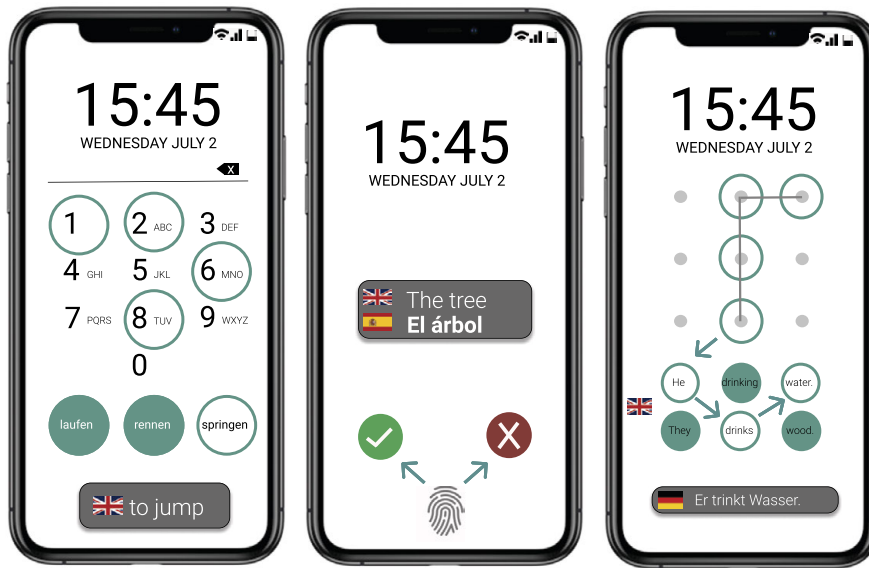 15:45
WEDNESDAY JULY 2
X
1 2 ABC 3 DEF
4 GHI 5 JKL 6 MNO
7 PQRS 8 TUV 9 WXYZ
0
laufen rennen springen
to jump
15:45
WEDNESDAY JULY 2
The tree
El árbol
15:45
WEDNESDAY JULY 2
He drinking water.
They drinks wood.
Er trinkt Wasser.